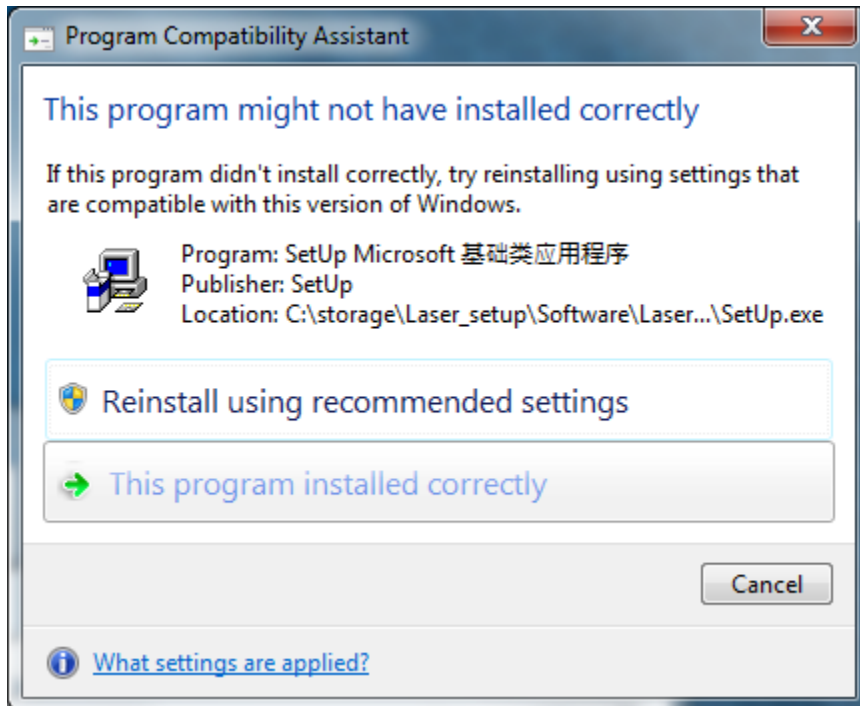 Program Compatibility Assistant
This program might not have installed correctly
If this program didn't install correctly, try reinstalling using settings that
are compatible with this version of Windows.
Program: SetUp Microsoft 基础类应用程序
Publisher: SetUp
Location: C:\storage\Laser_setup\Software\Laser...\SetUp.exe
Reinstall using recommended settings
This program installed correctly
Cancel
What settings are applied?